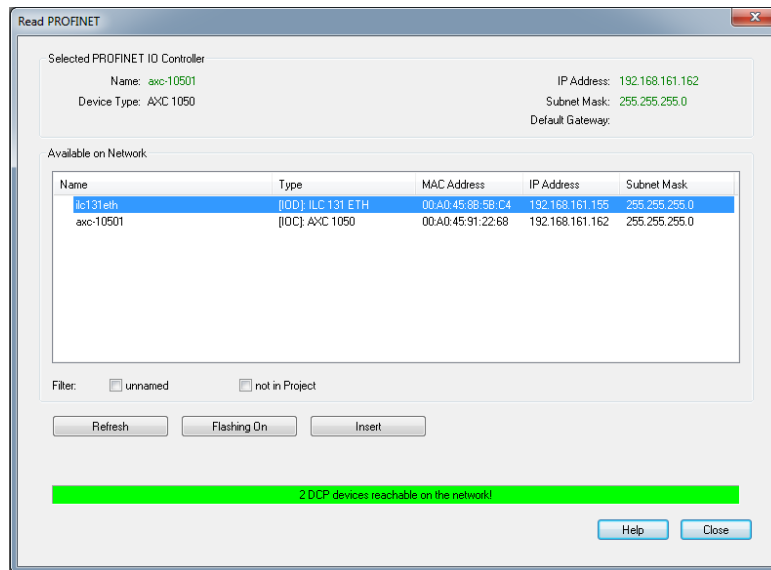 Read PROFINET
Selected PROFINET IO Controller
Name: axc-10501 IP Address: 192.168.161.162
Device Type: AXC 1050 Subnet Mask: 255.255.255.0
Default Gateway:
Available on Network
Name Type MAC Address IP Address Subnet Mask
ilc131eth [IOD]: ILC 131 ETH 00:A0:45:8B:5B:C4 192.168.161.155 255.255.255.0
axc-10501 [IOC]: AXC 1050 00:A0:45:91:22:68 192.168.161.162 255.255.255.0
Filter: unnamed not in Project
Refresh Flashing On Insert
2 DCP devices reachable on the network!
Help Close